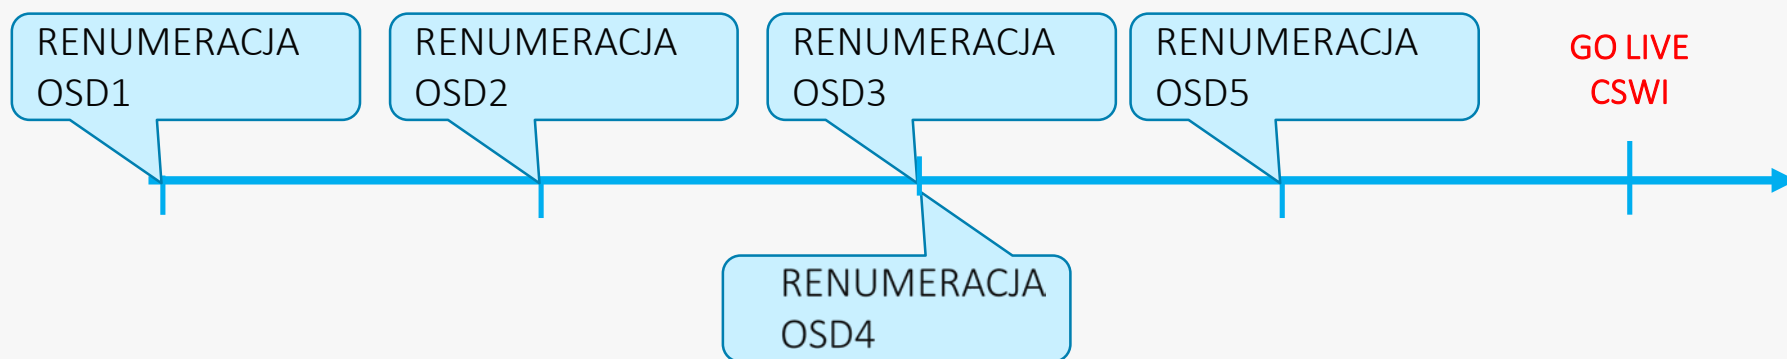 RENUMERACJA
OSD1
RENUMERACJA
OSD2
RENUMERACJA
OSD3
RENUMERACJA
OSD5
GO LIVE
CSWI
RENUMERACJA
OSD4